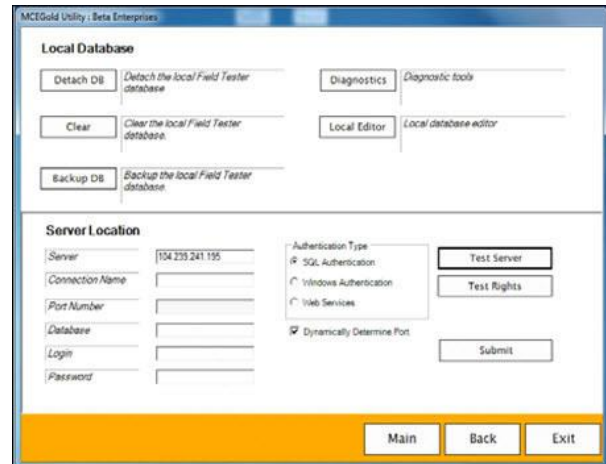 MCEGold Utility : Beta Enterprises
Local Database
Detach DB
Detach the local Field Tester
database
Diagnostics
Diagnostic tools
Clear
Clear the local Field Tester
database.
Local Editor
Local database editor
Backup DB
Backup the local Field Tester
database.
Server Location
Server
104.235.241.195
Connection Name
Port Number
Database
Login
Password
Authentication Type
SQL Authentication
Windows Authentication
Web Services
Dynamically Determine Port
Test Server
Test Rights
Submit
Main
Back
Exit